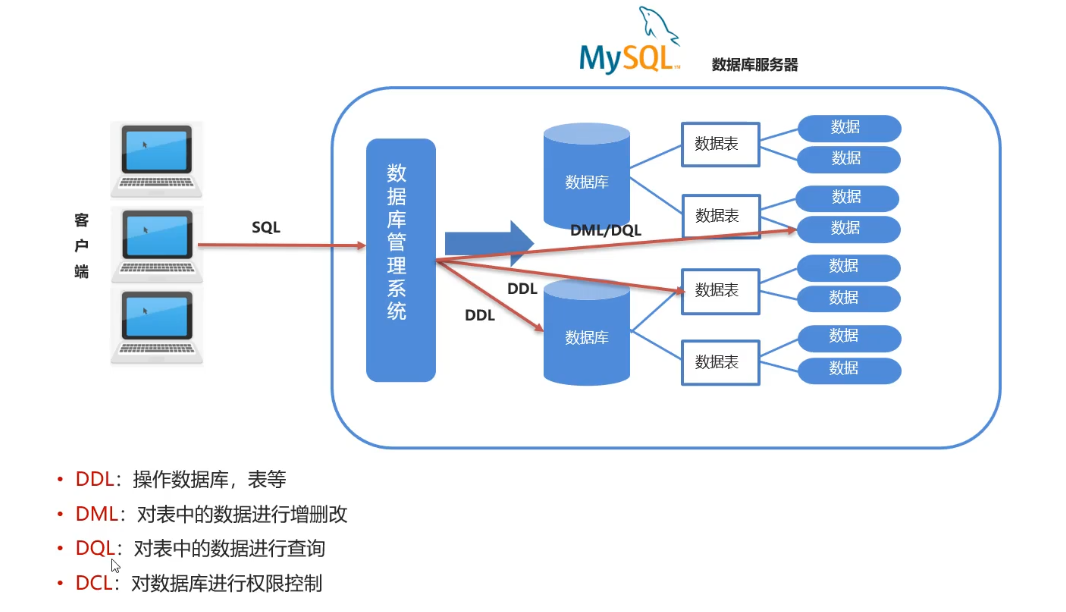 MySQL™
数据库服务器
客户端
SQL
数据库管理系统
数据库
数据表
数据
数据
数据表
数据
数据
DML/DQL
DDL
DDL
数据库
数据表
数据
数据
数据表
数据
数据
• DDL：操作数据库，表等
• DML：对表中的数据进行增删改
• DQL：对表中的数据进行查询
• DCL：对数据库进行权限控制